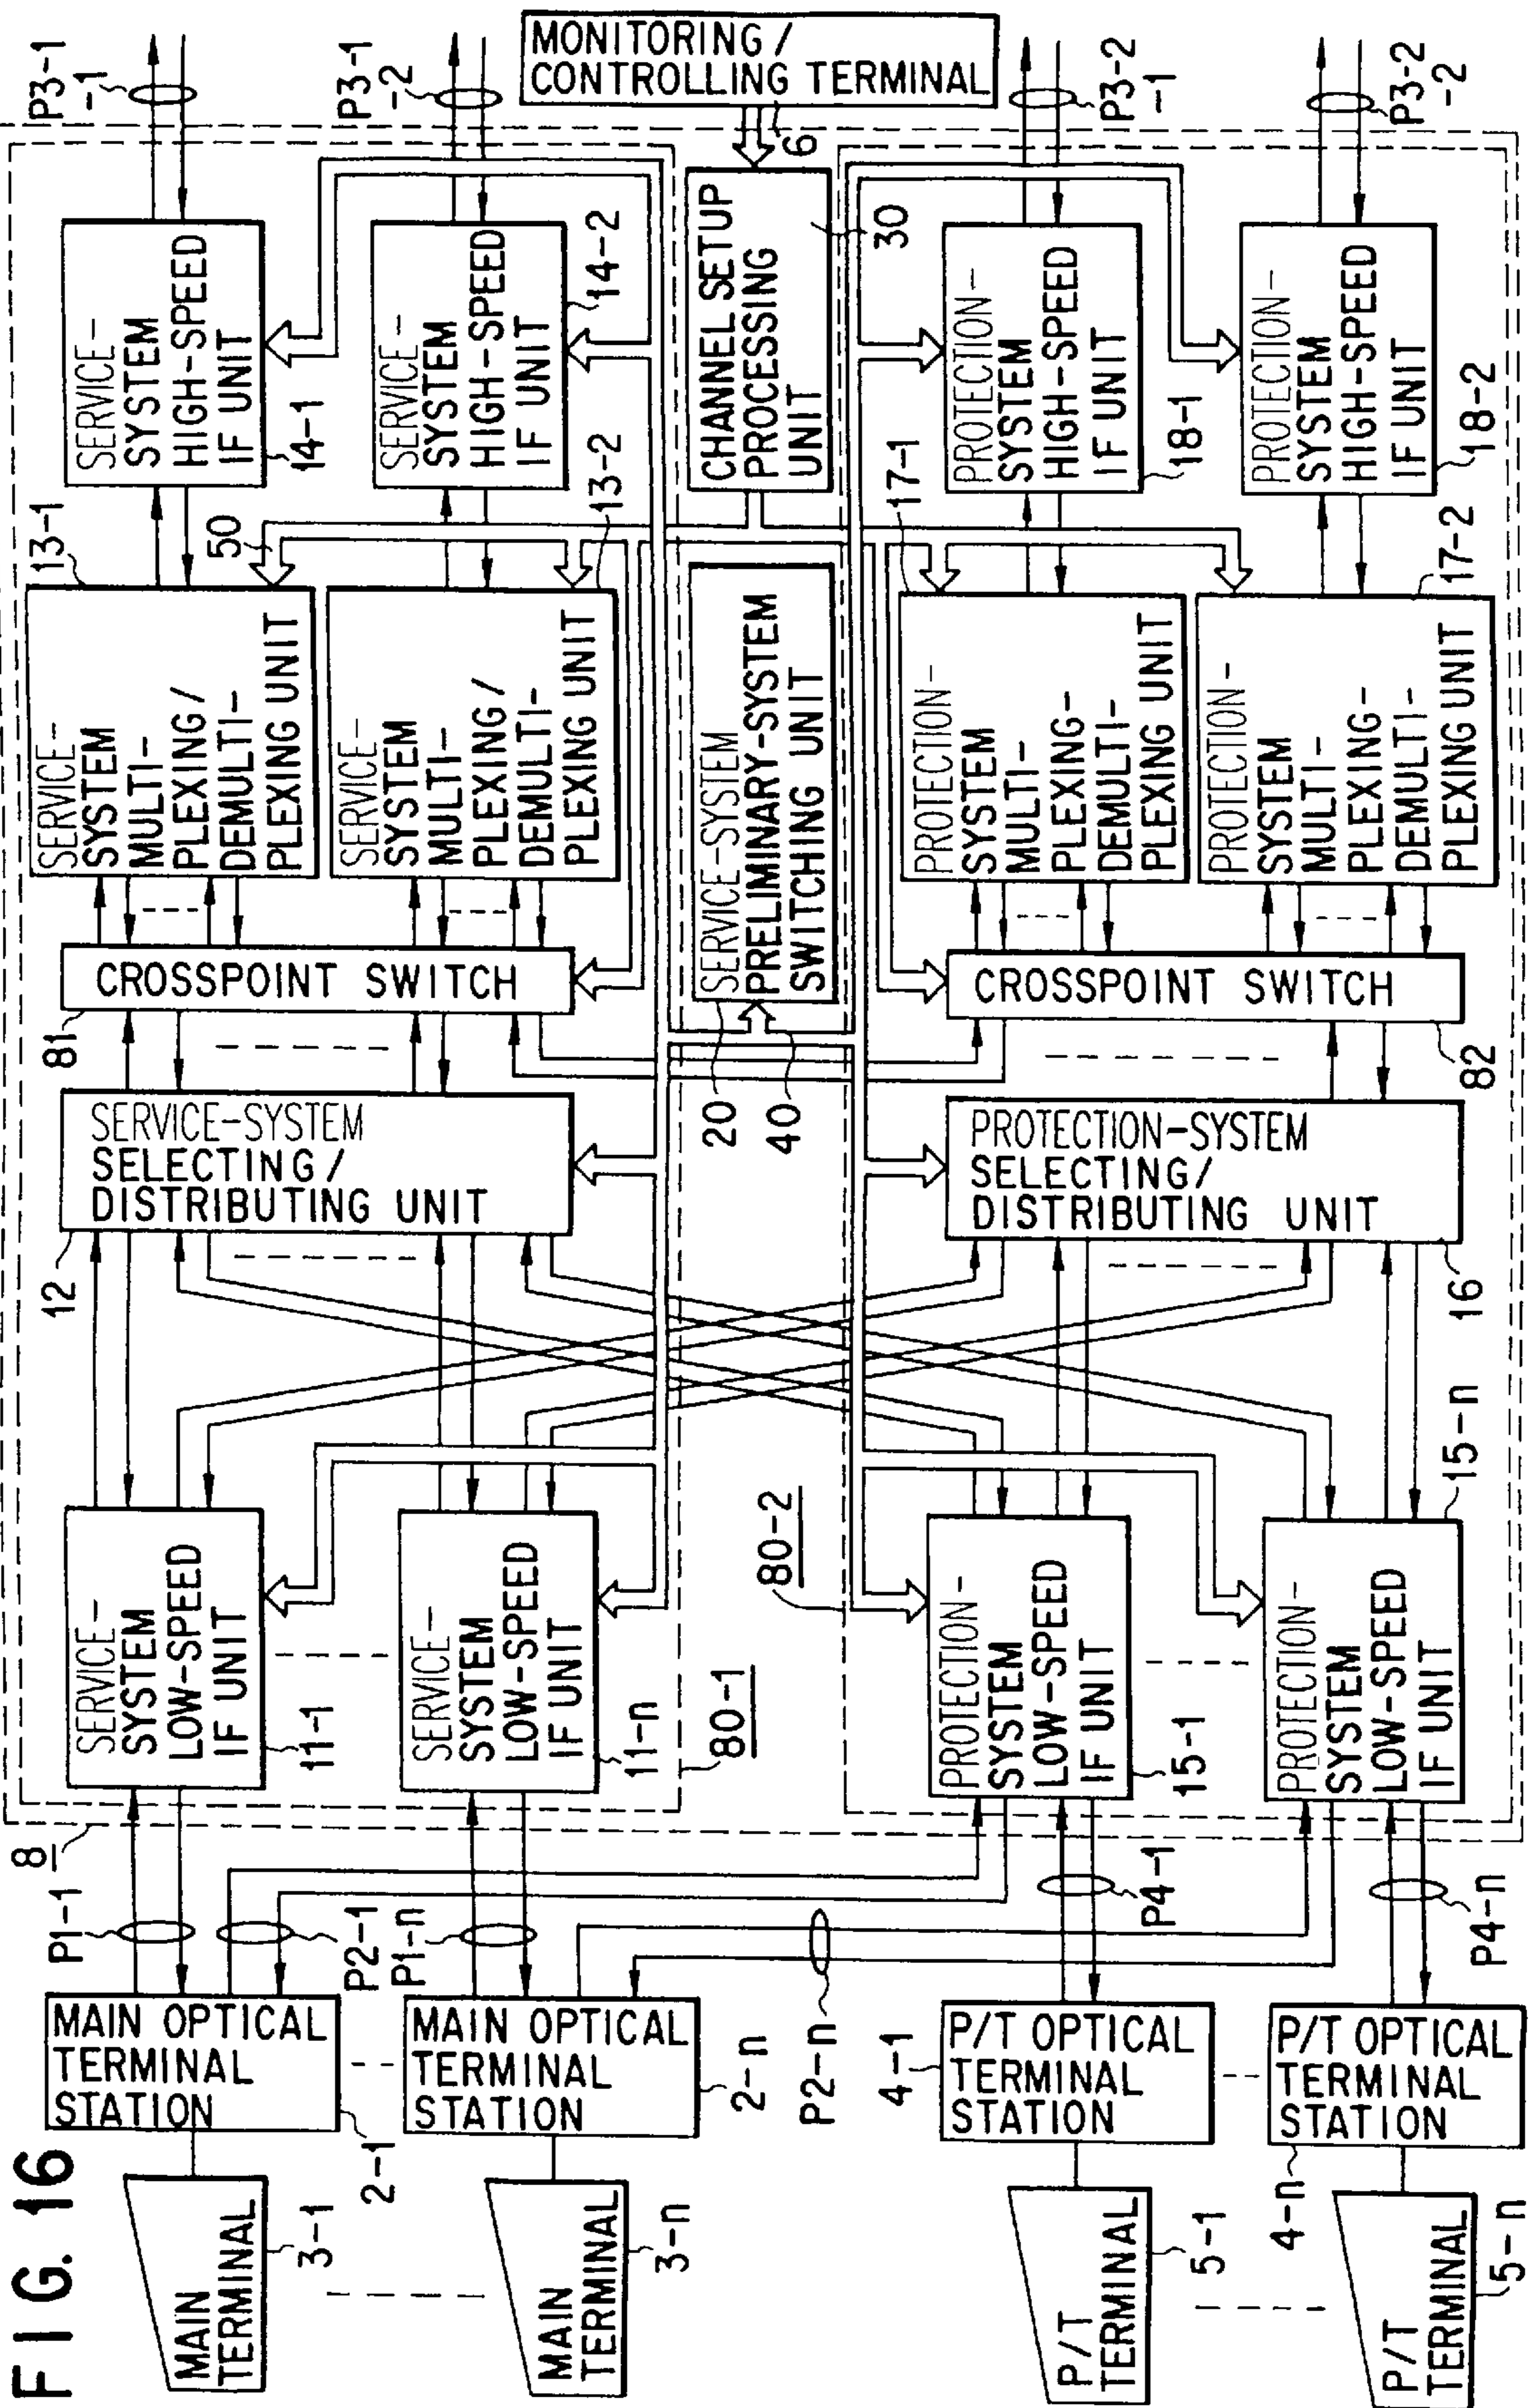 FIG. 16
MONITORING /
CONTROLLING TERMINAL
6
P3-1
-1
P3-1
-2
P3-2
-1
P3-2
-2
SERVICE-
SYSTEM
HIGH-SPEED
IF UNIT
14-1
SERVICE-
SYSTEM
HIGH-SPEED
IF UNIT
14-2
CHANNEL SETUP
PROCESSING
UNIT
30
PROTECTION-
SYSTEM
HIGH-SPEED
IF UNIT
18-1
PROTECTION-
SYSTEM
HIGH-SPEED
IF UNIT
18-2
13-1
50
SERVICE-
SYSTEM
MULTI-
PLEXING/
DEMULTI-
PLEXING UNIT
13-2
SERVICE-
SYSTEM
MULTI-
PLEXING/
DEMULTI-
PLEXING UNIT
SERVICE-SYSTEM
PRELIMINARY-SYSTEM
SWITCHING UNIT
20
40
17-1
PROTECTION-
SYSTEM
MULTI-
PLEXING-
DEMULTI-
PLEXING UNIT
17-2
PROTECTION-
SYSTEM
MULTI-
PLEXING-
DEMULTI-
PLEXING UNIT
CROSSPOINT SWITCH
81
CROSSPOINT SWITCH
82
SERVICE-SYSTEM
SELECTING/
DISTRIBUTING UNIT
12
PROTECTION-SYSTEM
SELECTING/
DISTRIBUTING UNIT
16
SERVICE-
SYSTEM
LOW-SPEED
IF UNIT
11-1
SERVICE-
SYSTEM
LOW-SPEED
IF UNIT
11-n
80-1
80-2
PROTECTION-
SYSTEM
LOW-SPEED
IF UNIT
15-1
PROTECTION-
SYSTEM
LOW-SPEED
IF UNIT
15-n
8
P1-1
P2-1
P1-n
P2-n
P4-1
P4-n
MAIN OPTICAL
TERMINAL
STATION
2-1
MAIN OPTICAL
TERMINAL
STATION
2-n
P/T OPTICAL
TERMINAL
STATION
4-1
P/T OPTICAL
TERMINAL
STATION
4-n
MAIN
TERMINAL
3-1
MAIN
TERMINAL
3-n
P/T
TERMINAL
5-1
P/T
TERMINAL
5-n